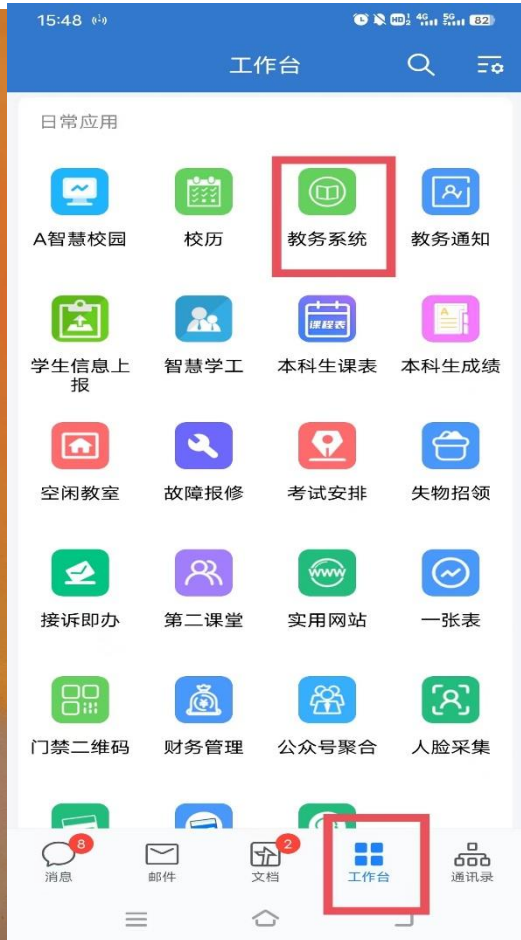 15:48
HD 2 4G 5G 82
工作台
日常应用
A智慧校园 校历 教务系统 教务通知
学生信息上报 智慧学工 课程表 本科生课表 A 本科生成绩
空闲教室 故障报修 考试安排 失物招领
接诉即办 第二课堂 www 实用网站 一张表
门禁二维码 财务管理 公众号聚合 人脸采集
8 2
消息 邮件 文档 工作台 通讯录